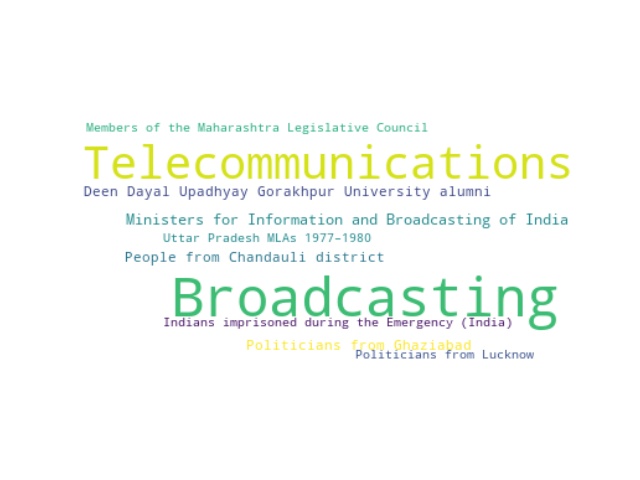 Members of the Maharashtra Legislative Council
Telecommunications
Deen Dayal Upadhyay Gorakhpur University alumni
Ministers for Information and Broadcasting of India
Uttar Pradesh MLAs 1977–1980
People from Chandauli district
Broadcasting
Indians imprisoned during the Emergency (India)
Politicians from Ghaziabad
Politicians from Lucknow